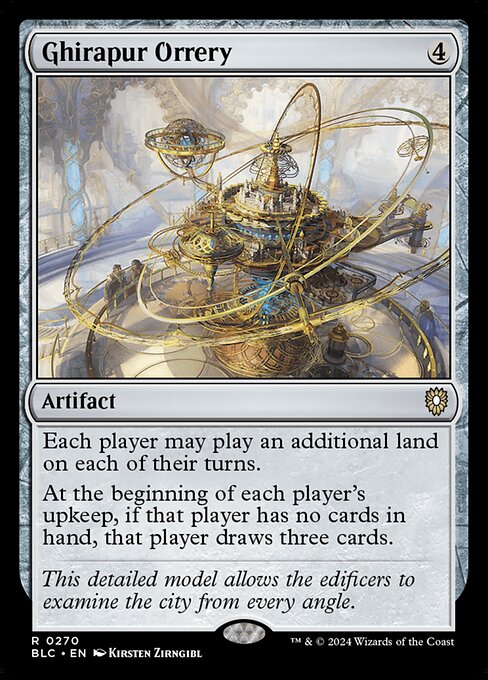 Ghirapur Orrery 4
Artifact
Each player may play an additional land
on each of their turns.
At the beginning of each player's
upkeep, if that player has no cards in
hand, that player draws three cards.
This detailed model allows the edificers to
examine the city from every angle.
R 0270
BLC • EN Kirsten Zirngibl
™ & © 2024 Wizards of the Coast